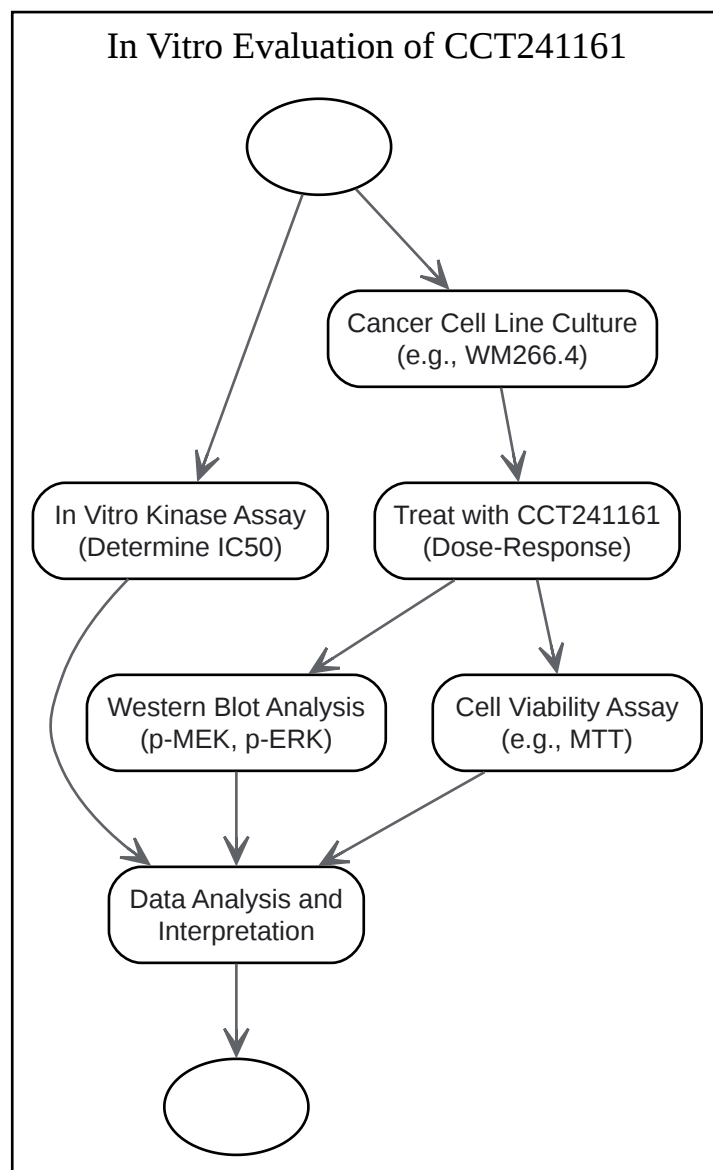 In Vitro Evaluation of CCT241161
Cancer Cell Line Culture
(e.g., WM266.4)
In Vitro Kinase Assay
(Determine IC50)
Treat with CCT241161
(Dose-Response)
Western Blot Analysis
(p-MEK, p-ERK)
Cell Viability Assay
(e.g., MTT)
Data Analysis and
Interpretation